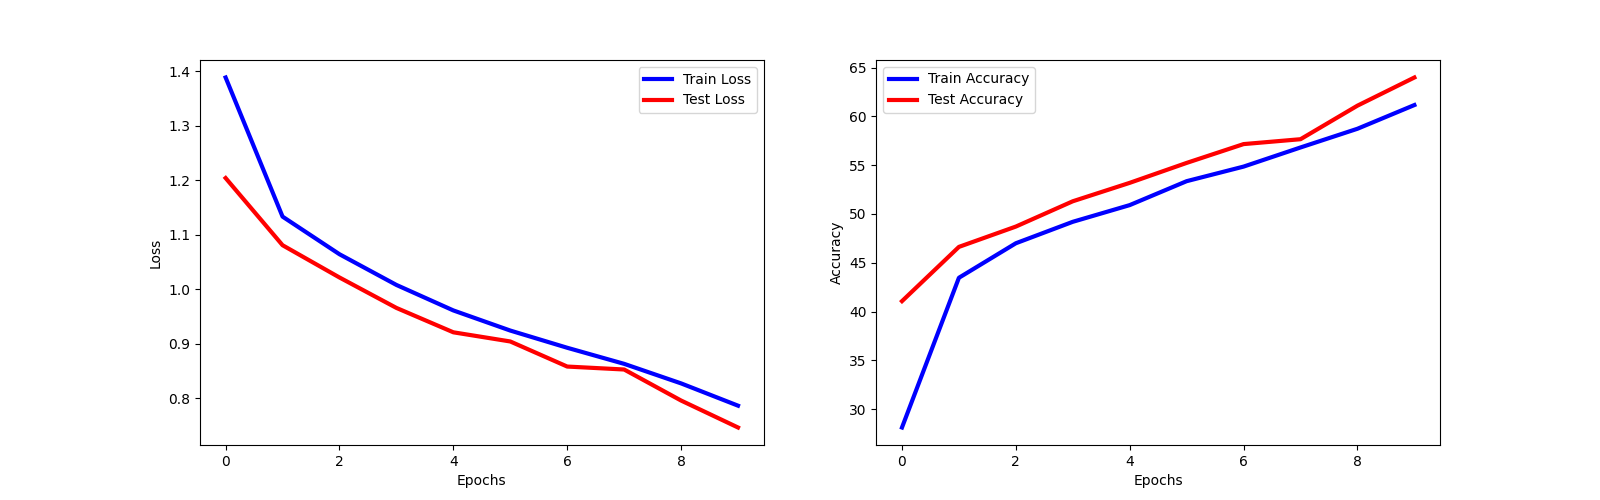 1.4
1.3
1.2
1.1
1.0
0.9
0.8
Loss
0 2 4 6 8
Epochs
Train Loss
Test Loss
65
60
55
50
45
40
35
30
Accuracy
0 2 4 6 8
Epochs
Train Accuracy
Test Accuracy